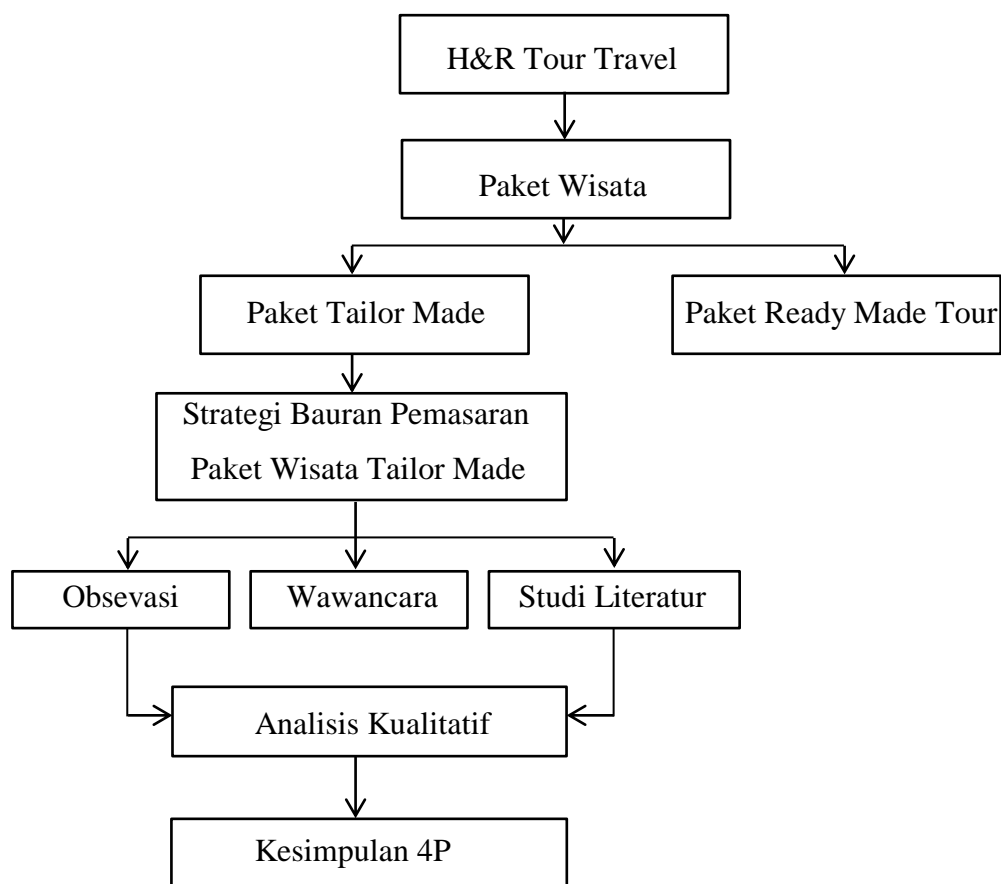 H&R Tour Travel
Paket Wisata
Paket Tailor Made
Paket Ready Made Tour
Strategi Bauran Pemasaran
Paket Wisata Tailor Made
Obsevasi
Wawancara
Studi Literatur
Analisis Kualitatif
Kesimpulan 4P